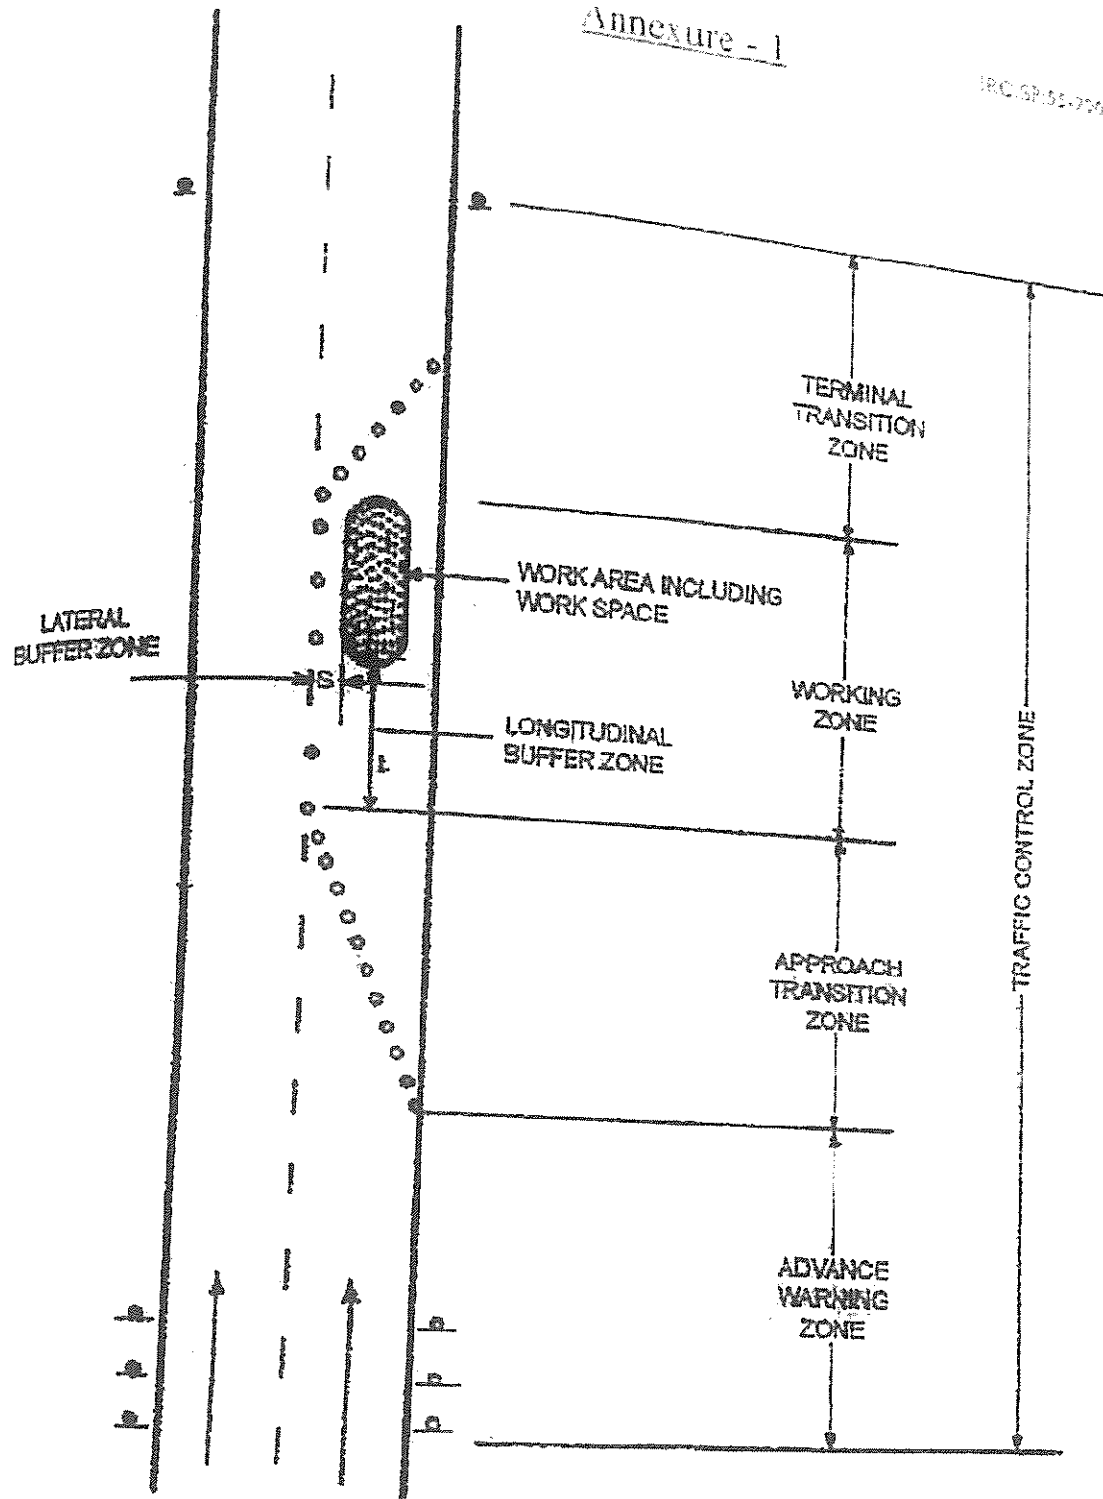 Annexure - 1
TERMINAL
TRANSITION
ZONE
WORK AREA INCLUDING
WORK SPACE
LATERAL
BUFFER ZONE
S
WORKING
ZONE
LONGITUDINAL
BUFFER ZONE
L
TRAFFIC CONTROL ZONE
APPROACH
TRANSITION
ZONE
ADVANCE
WARNING
ZONE